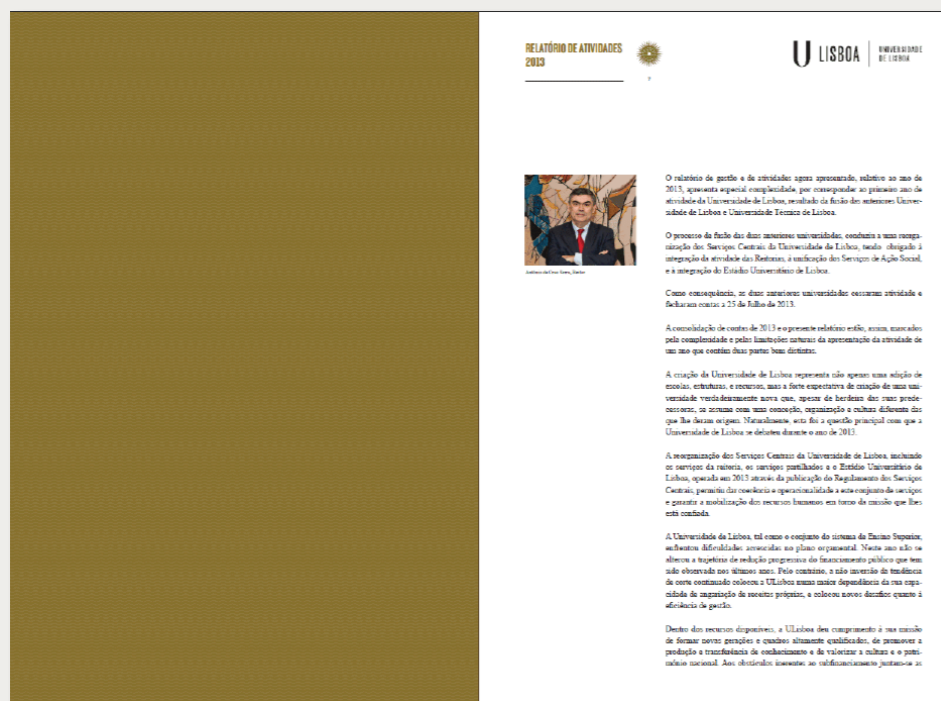 RELATÓRIO DE ATIVIDADES
2013
U LISBOA
UNIVERSIDADE
DE LISBOA
O relatório de gestão e de atividades agora apresentado, relativo ao ano de
2013, apresenta especial complexidade, por corresponder ao primeiro ano de
atividade da Universidade de Lisboa, resultado da fusão das anteriores Univer-
sidade de Lisboa e Universidade Técnica de Lisboa.
O processo de fusão das duas anteriores universidades, conduziu a uma reorga-
nização dos Serviços Centrais da Universidade de Lisboa, tendo obrigado à
integração da atividade das Reitorias, à unificação dos Serviços de Ação Social,
e à integração do Estádio Universitário de Lisboa.
Como consequência, as duas anteriores universidades cessaram atividade e
fecharam contas a 25 de Julho de 2013.
A consolidação de contas de 2013 e o presente relatório estão, assim, marcados
pela complexidade e pelas limitações naturais da apresentação da atividade de
um ano que contém duas partes bem distintas.
A criação da Universidade de Lisboa representa não apenas uma adição de
escolas, estruturas, e recursos, mas a forte expectativa de criação de uma uni-
versidade verdadeiramente nova que, apesar de herdeira das suas prede-
cessoras, se assume com uma conceção, organização e cultura diferente das
que lhe deram origem. Naturalmente, esta foi a questão principal com que a
Universidade de Lisboa se debateu durante o ano de 2013.
A reorganização dos Serviços Centrais da Universidade de Lisboa, incluindo
os serviços da reitoria, os serviços partilhados e o Estádio Universitário de
Lisboa, operada em 2013 através da publicação do Regulamento dos Serviços
Centrais, permitiu dar coerência e operacionalidade a este conjunto de serviços
e garantir a mobilização dos recursos humanos em torno da missão que lhes
está confiada.
A Universidade de Lisboa, tal como o conjunto do sistema de Ensino Superior,
enfrentou dificuldades acrescidas no plano orçamental. Neste ano não se
alterou a trajetória de redução progressiva do financiamento público que tem
sido observada nos últimos anos. Pelo contrário, a não inversão da tendência
de corte continuado colocou a ULisboa numa maior dependência da sua capa-
cidade de angariação de receitas próprias, e colocou novos desafios quanto à
eficiência de gestão.
Dentro dos recursos disponíveis, a ULisboa deu cumprimento à sua missão
de formar novas gerações e quadros altamente qualificados, de promover a
produção e transferência de conhecimento e de valorizar a cultura e o patri-
mónio nacional. Aos obstáculos inerentes ao subfinanciamento juntam-se as